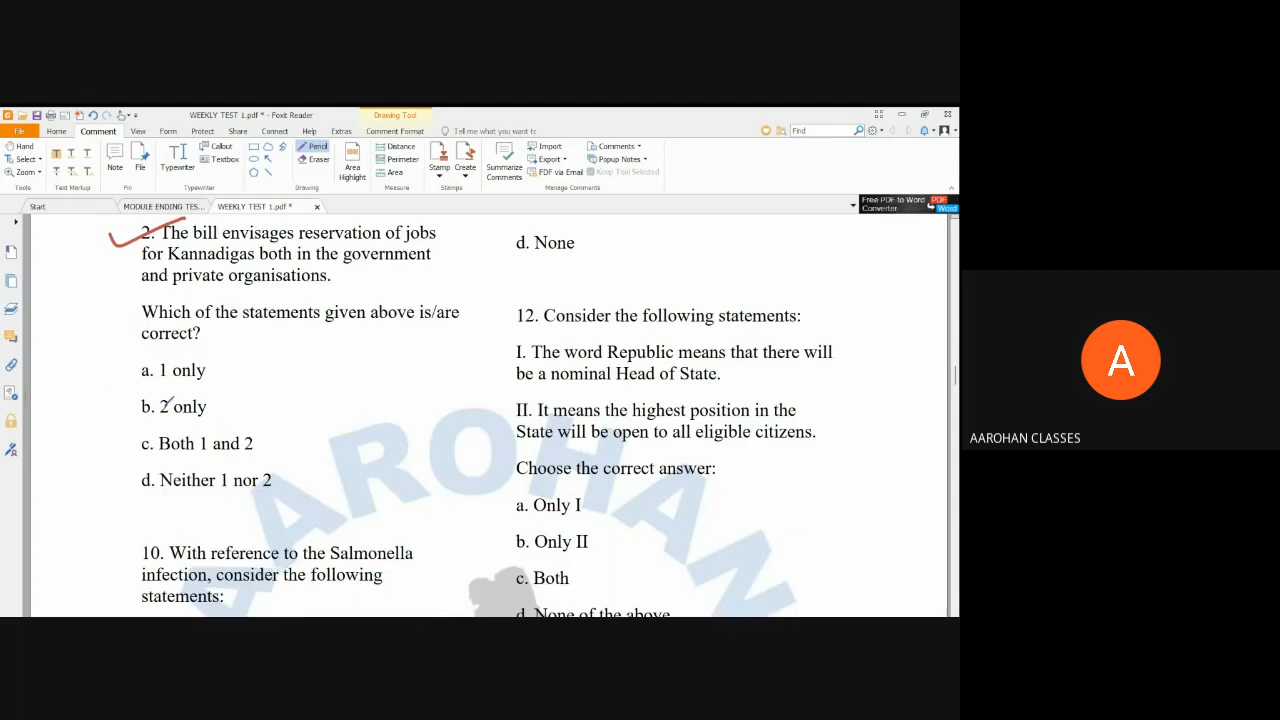 WEEKLY TEST 1.pdf * - Foxit Reader
Drawing Tool
File Home Comment View Form Protect Share Connect Help Extras Comment Format Tell me what you want to
Find
Hand
Select
Zoom
Tools
Text Markup
Note
File
Pin
Typewriter
Callout
Textbox
Typewriter
Pencil
Eraser
Drawing
Area
Highlight
Distance
Perimeter
Area
Measure
Stamp
Create
Stamps
Summarize
Comments
Import
Export
FDF via Email
Comments
Popup Notes
Keep Tool Selected
Manage Comments
Start
MODULE ENDING TES...
WEEKLY TEST 1.pdf *
Free PDF to Word
Converter
PDF
Word
2. The bill envisages reservation of jobs
for Kannadigas both in the government
and private organisations.
Which of the statements given above is/are
correct?
a. 1 only
b. 2 only
c. Both 1 and 2
d. Neither 1 nor 2
10. With reference to the Salmonella
infection, consider the following
statements:
d. None
12. Consider the following statements:
I. The word Republic means that there will
be a nominal Head of State.
II. It means the highest position in the
State will be open to all eligible citizens.
Choose the correct answer:
a. Only I
b. Only II
c. Both
d. None of the above
AAROHAN
A
AAROHAN CLASSES